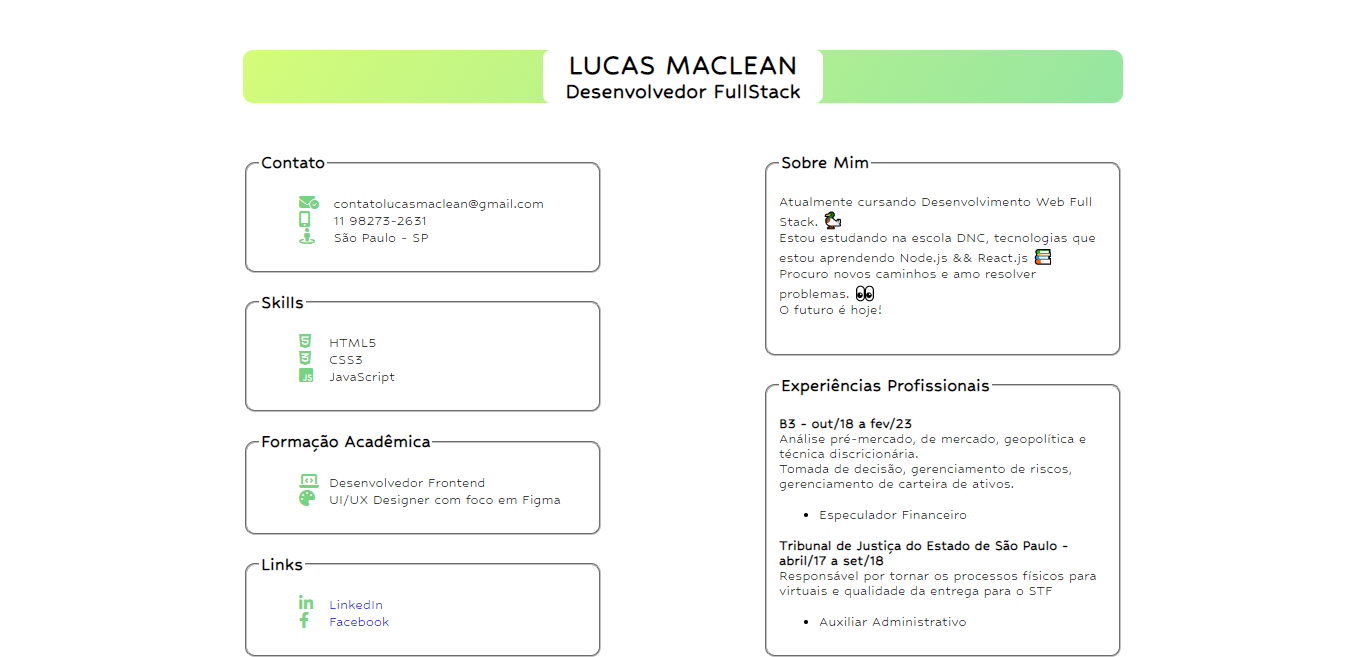 LUCAS MACLEAN
Desenvolvedor FullStack
Contato
contatolucasmaclean@gmail.com
11 98273-2631
São Paulo - SP
Skills
HTML5
CSS3
JavaScript
Formação Acadêmica
Desenvolvedor Frontend
UI/UX Designer com foco em Figma
Links
LinkedIn
Facebook
Sobre Mim
Atualmente cursando Desenvolvimento Web Full
Stack.
Estou estudando na escola DNC, tecnologias que
estou aprendendo Node.js && React.js
Procuro novos caminhos e amo resolver
problemas.
O futuro é hoje!
Experiências Profissionais
B3 - out/18 a fev/23
Análise pré-mercado, de mercado, geopolítica e
técnica discricionária.
Tomada de decisão, gerenciamento de riscos,
gerenciamento de carteira de ativos.
• Especulador Financeiro
Tribunal de Justiça do Estado de São Paulo -
abril/17 a set/18
Responsável por tornar os processos físicos para
virtuais e qualidade da entrega para o STF
• Auxiliar Administrativo